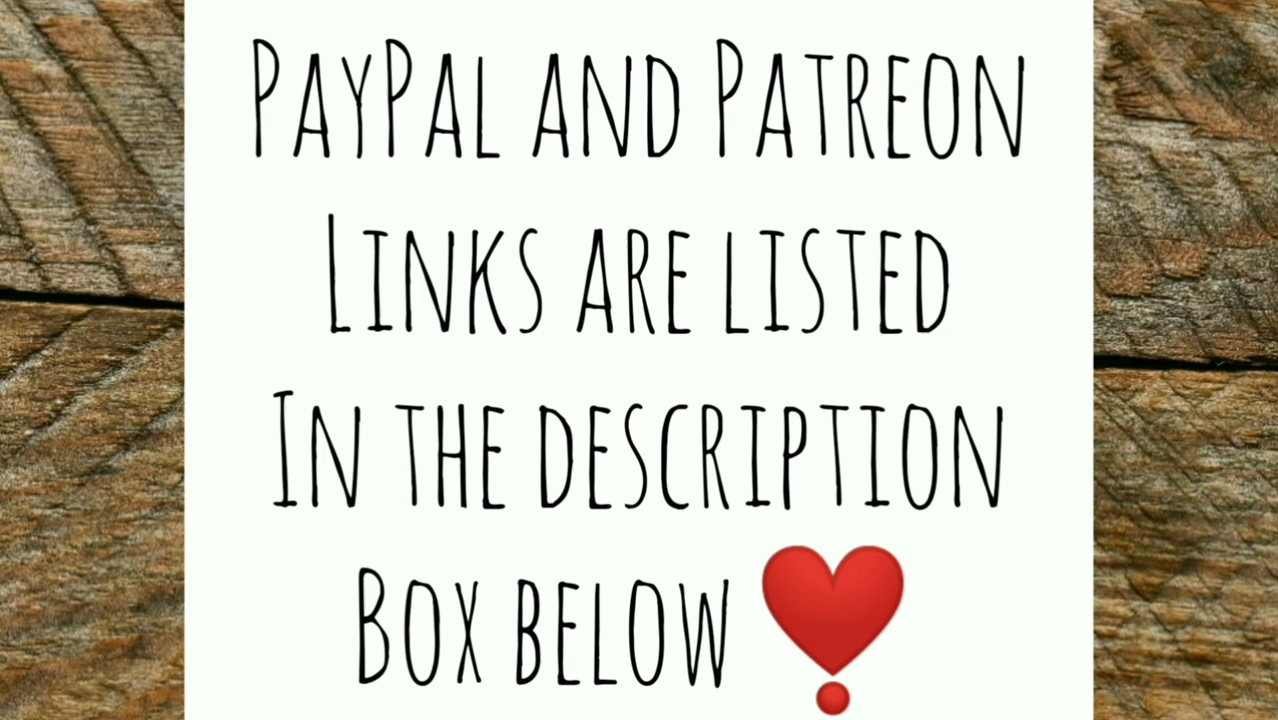 PayPal and Patreon
Links are listed
In the description
Box below ❣️